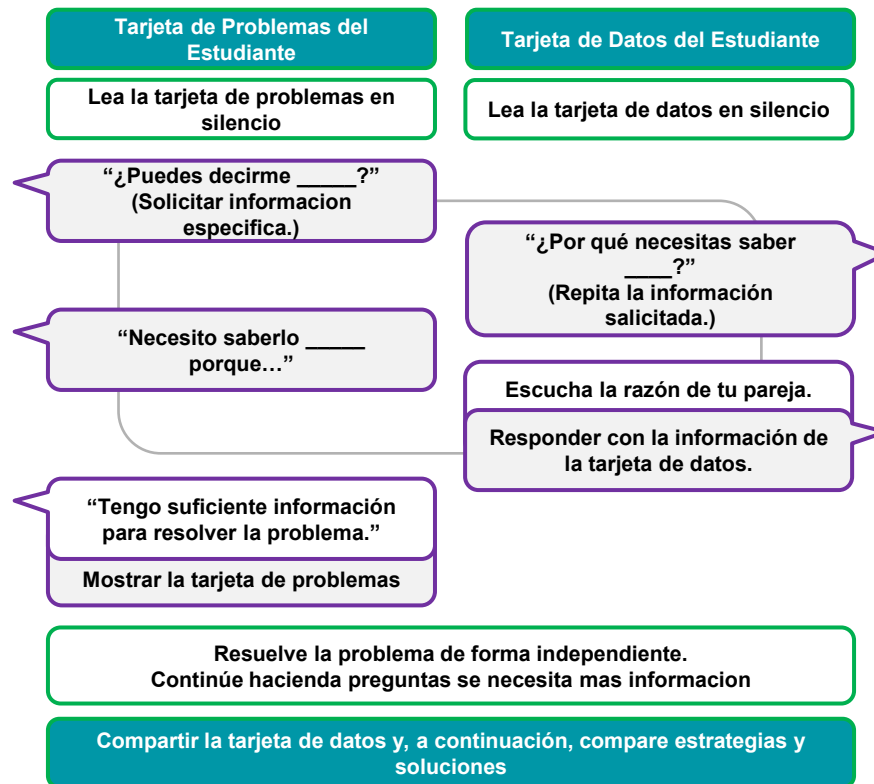 Tarjeta de Problemas del
Estudiante
Tarjeta de Datos del Estudiante
Lea la tarjeta de problemas en
silencio
Lea la tarjeta de datos en silencio
“¿Puedes decirme _____?”
(Solicitar informacion
especifica.)
“¿Por qué necesitas saber
____?”
(Repita la información
salicitada.)
“Necesito saberlo _____
porque…”
Escucha la razón de tu pareja.
Responder con la información de
la tarjeta de datos.
“Tengo suficiente información
para resolver la problema.”
Mostrar la tarjeta de problemas
Resuelve la problema de forma independiente.
Continúe hacienda preguntas se necesita mas informacion
Compartir la tarjeta de datos y, a continuación, compare estrategias y
soluciones